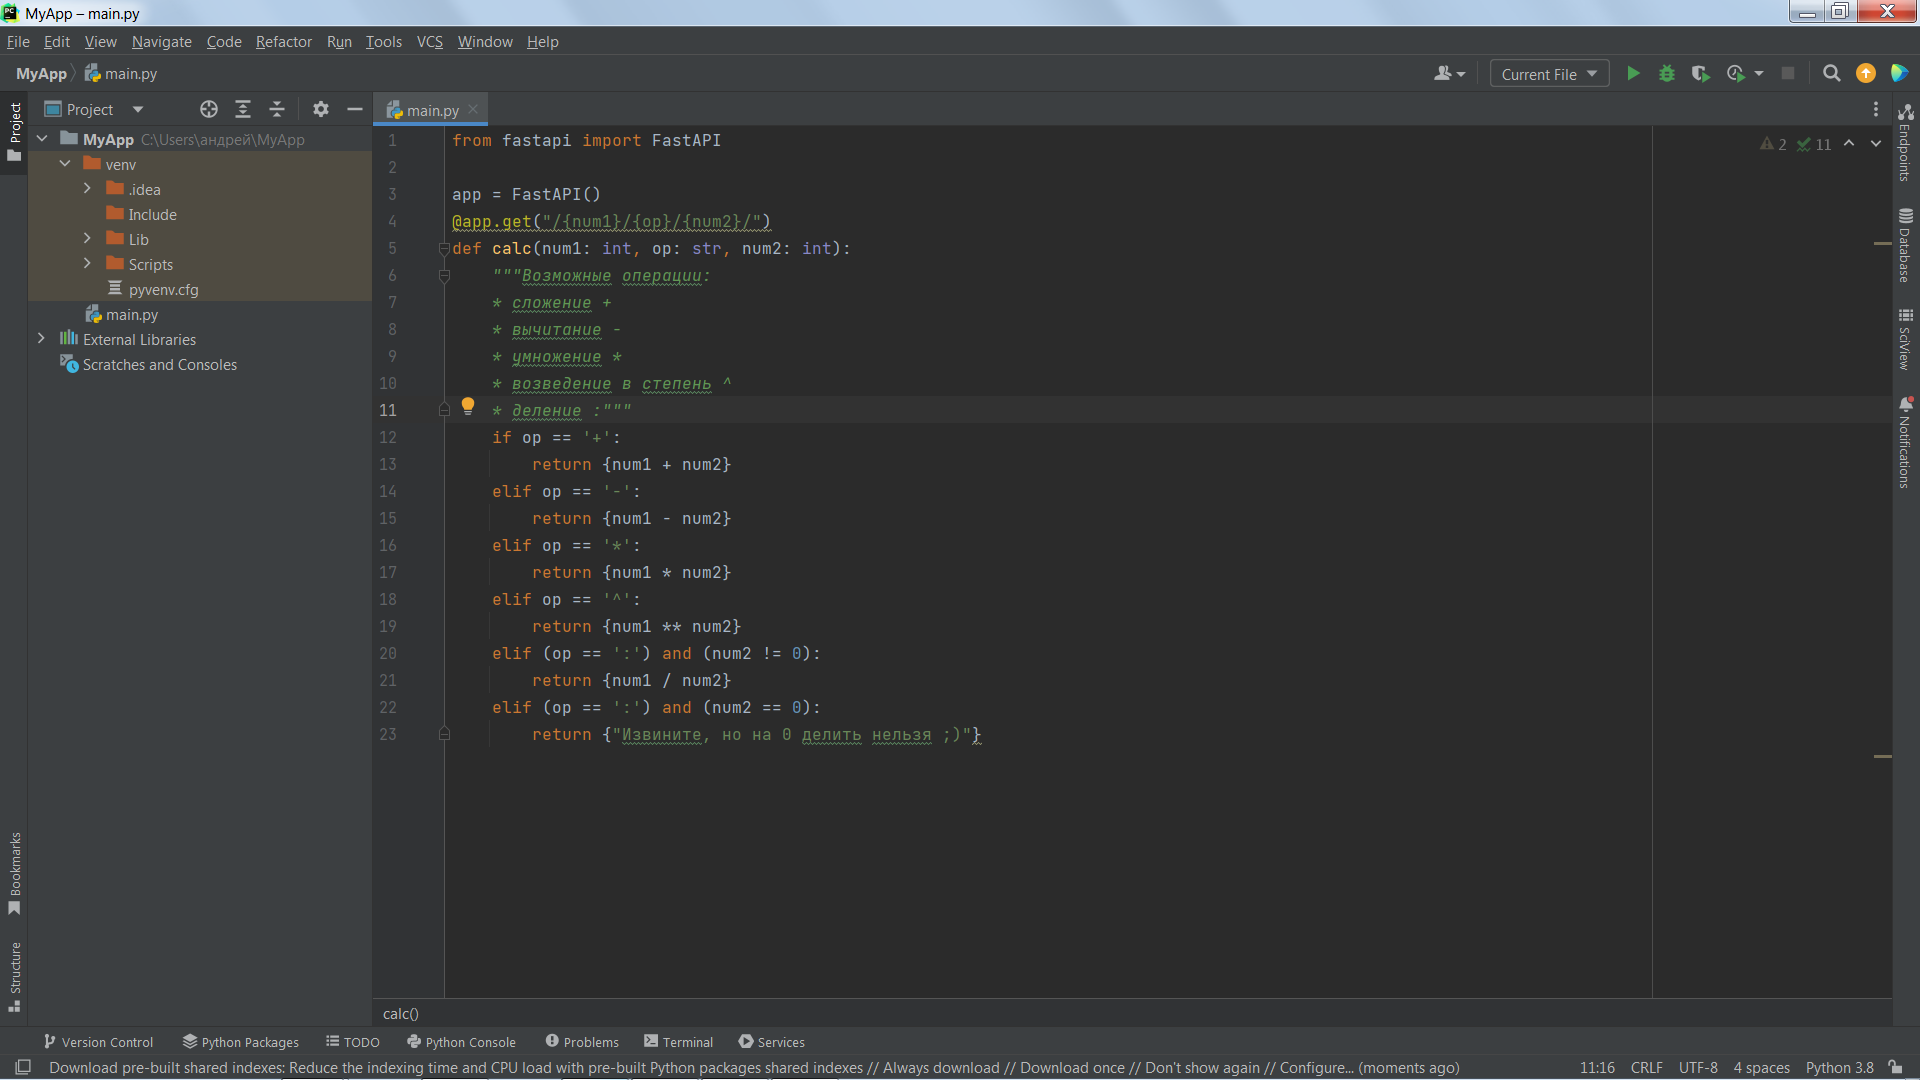 MyApp – main.py
File Edit View Navigate Code Refactor Run Tools VCS Window Help
MyApp main.py Current File
Project
main.py
Project
MyApp C:\Users\андрей\MyApp
venv
.idea
Include
Lib
Scripts
pyvenv.cfg
main.py
External Libraries
Scratches and Consoles
Bookmarks
Structure
1 from fastapi import FastAPI
2
3 app = FastAPI()
4 @app.get("/{num1}/{op}/{num2}/")
5 def calc(num1: int, op: str, num2: int):
6 """Возможные операции:
7 * сложение +
8 * вычитание -
9 * умножение *
10 * возведение в степень ^
11 * деление :"""
12 if op == '+':
13 return {num1 + num2}
14 elif op == '-':
15 return {num1 - num2}
16 elif op == '*':
17 return {num1 * num2}
18 elif op == '^':
19 return {num1 ** num2}
20 elif (op == ':') and (num2 != 0):
21 return {num1 / num2}
22 elif (op == ':') and (num2 == 0):
23 return {"Извините, но на 0 делить нельзя ;)"}
2 11
Endpoints
Database
SciView
Notifications
calc()
Version Control Python Packages TODO Python Console Problems Terminal Services
Download pre-built shared indexes: Reduce the indexing time and CPU load with pre-built Python packages shared indexes // Always download // Download once // Don't show again // Configure... (moments ago) 11:16 CRLF UTF-8 4 spaces Python 3.8